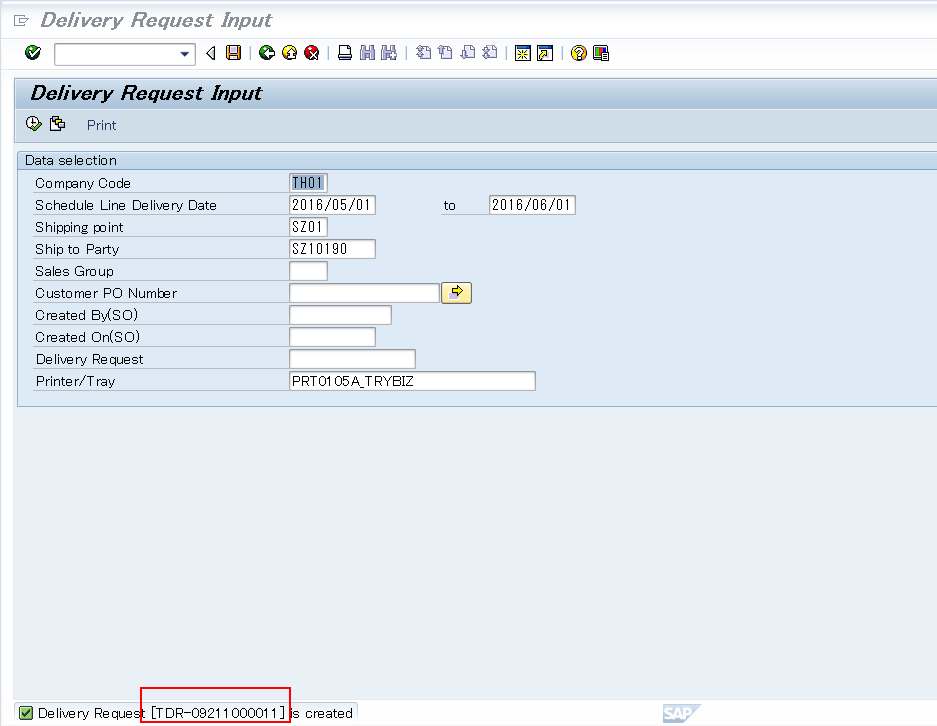 Delivery Request Input
Delivery Request Input
Print
Data selection
Company Code TH01
Schedule Line Delivery Date 2016/05/01 to 2016/06/01
Shipping point SZ01
Ship to Party SZ10190
Sales Group
Customer PO Number
Created By(SO)
Created On(SO)
Delivery Request
Printer/Tray PRT0105A_TRYBIZ
Delivery Request [TDR-09211000011] is created
SAP